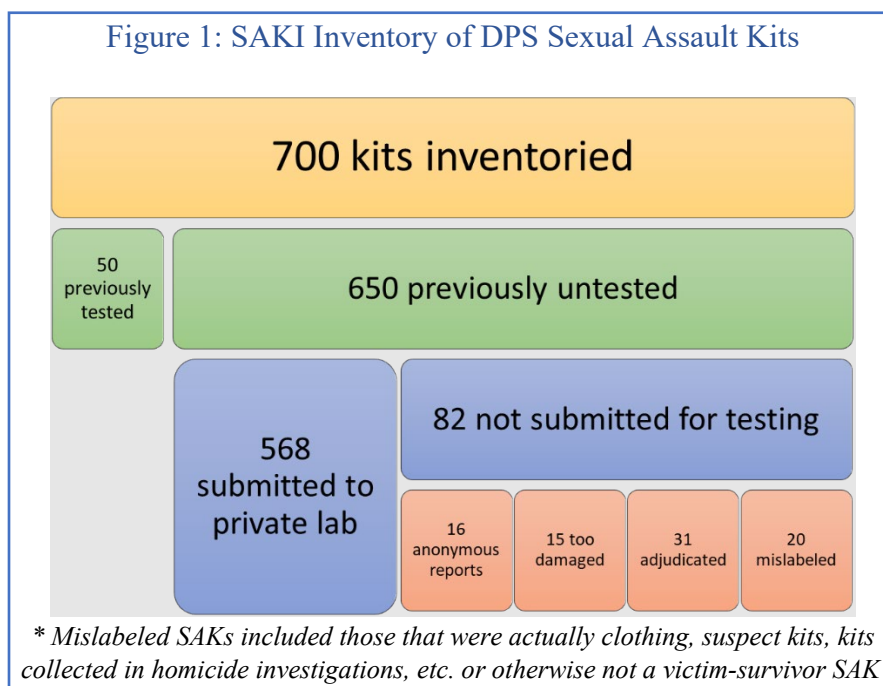 Figure 1: SAKI Inventory of DPS Sexual Assault Kits
700 kits inventoried
50
previously
tested
650 previously untested
568
submitted to
private lab
82 not submitted for testing
16
anonymous
reports
15 too
damaged
31
adjudicated
20
mislabeled
* Mislabeled SAKs included those that were actually clothing, suspect kits, kits
collected in homicide investigations, etc. or otherwise not a victim-survivor SAK